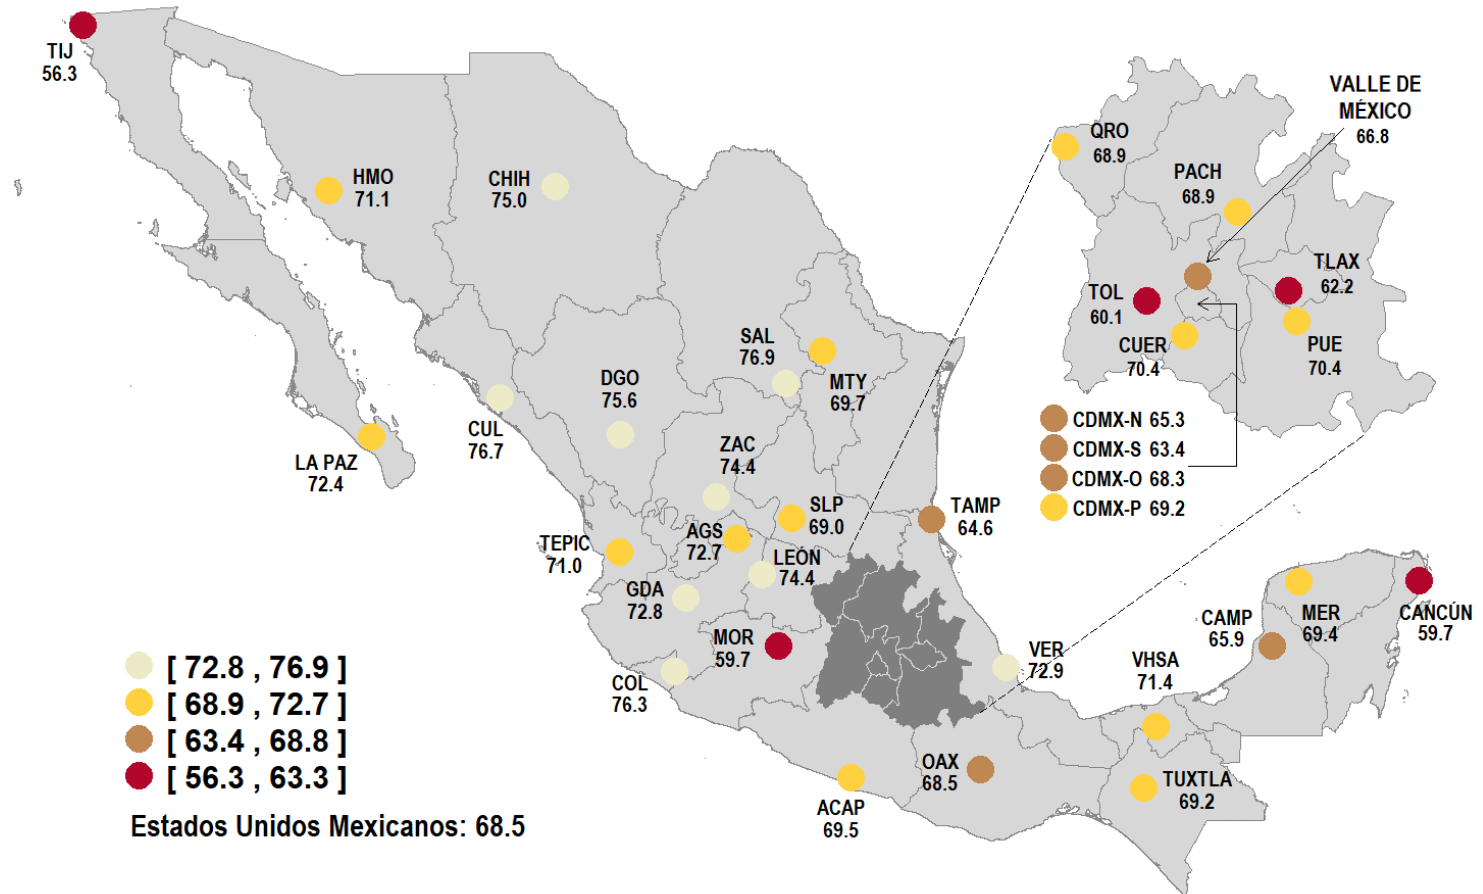 TIJ
56.3
HMO
71.1
CHIH
75.0
VALLE DE
MÉXICO
66.8
QRO
68.9
PACH
68.9
TLAX
62.2
TOL
60.1
CUER
70.4
PUE
70.4
SAL
76.9
MTY
69.7
DGO
75.6
CUL
76.7
LA PAZ
72.4
ZAC
74.4
SLP
69.0
TAMP
64.6
CDMX-N 65.3
CDMX-S 63.4
CDMX-O 68.3
CDMX-P 69.2
TEPIC
71.0
AGS
72.7
LEÓN
74.4
GDA
72.8
MOR
59.7
COL
76.3
VER
72.9
CAMP
65.9
MER
69.4
CANCÚN
59.7
VHSA
71.4
OAX
68.5
TUXTLA
69.2
ACAP
69.5
[ 72.8 , 76.9 ]
[ 68.9 , 72.7 ]
[ 63.4 , 68.8 ]
[ 56.3 , 63.3 ]
Estados Unidos Mexicanos: 68.5